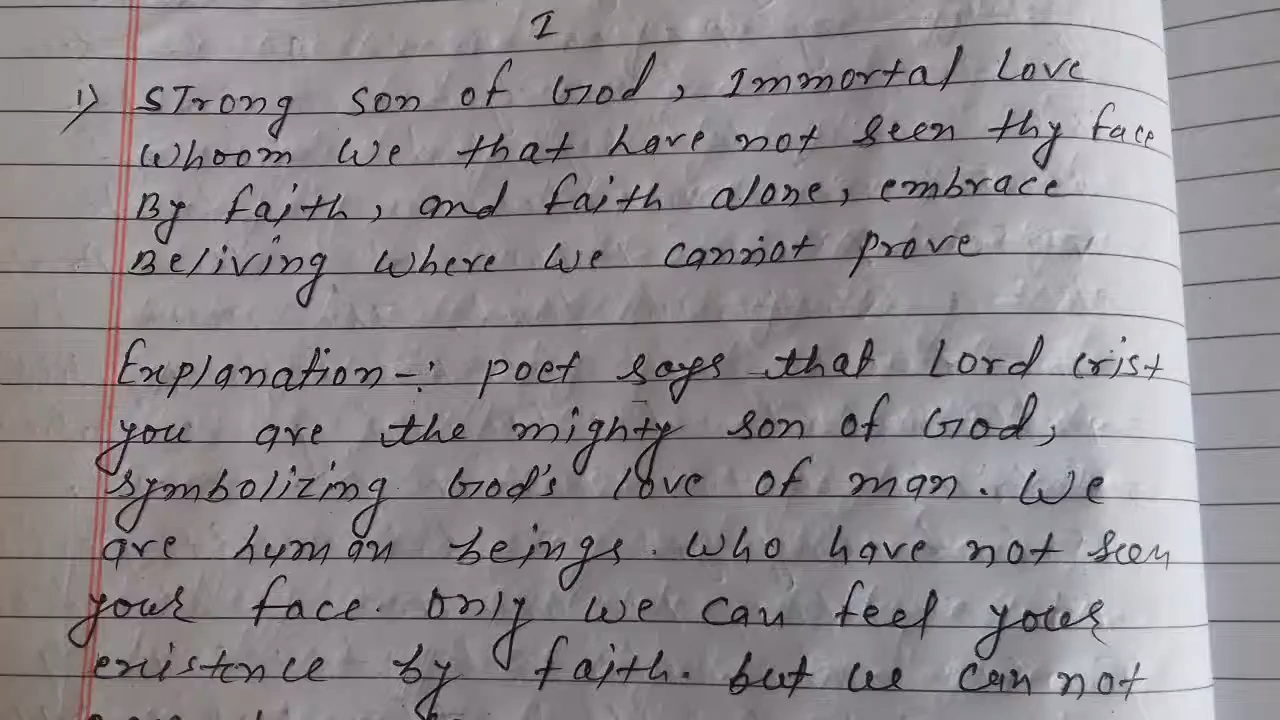 I
1) Strong son of God, Immortal Love
Whoom we that have not seen thy face
By faith, and faith alone, embrace
Beliving where we cannot prove
Explanation-: poet says that Lord Crist
you are the mighty son of God,
symbolizing God's love of man. We
are human beings. Who have not seen
your face. only we can feel your
existence by faith. but we can not